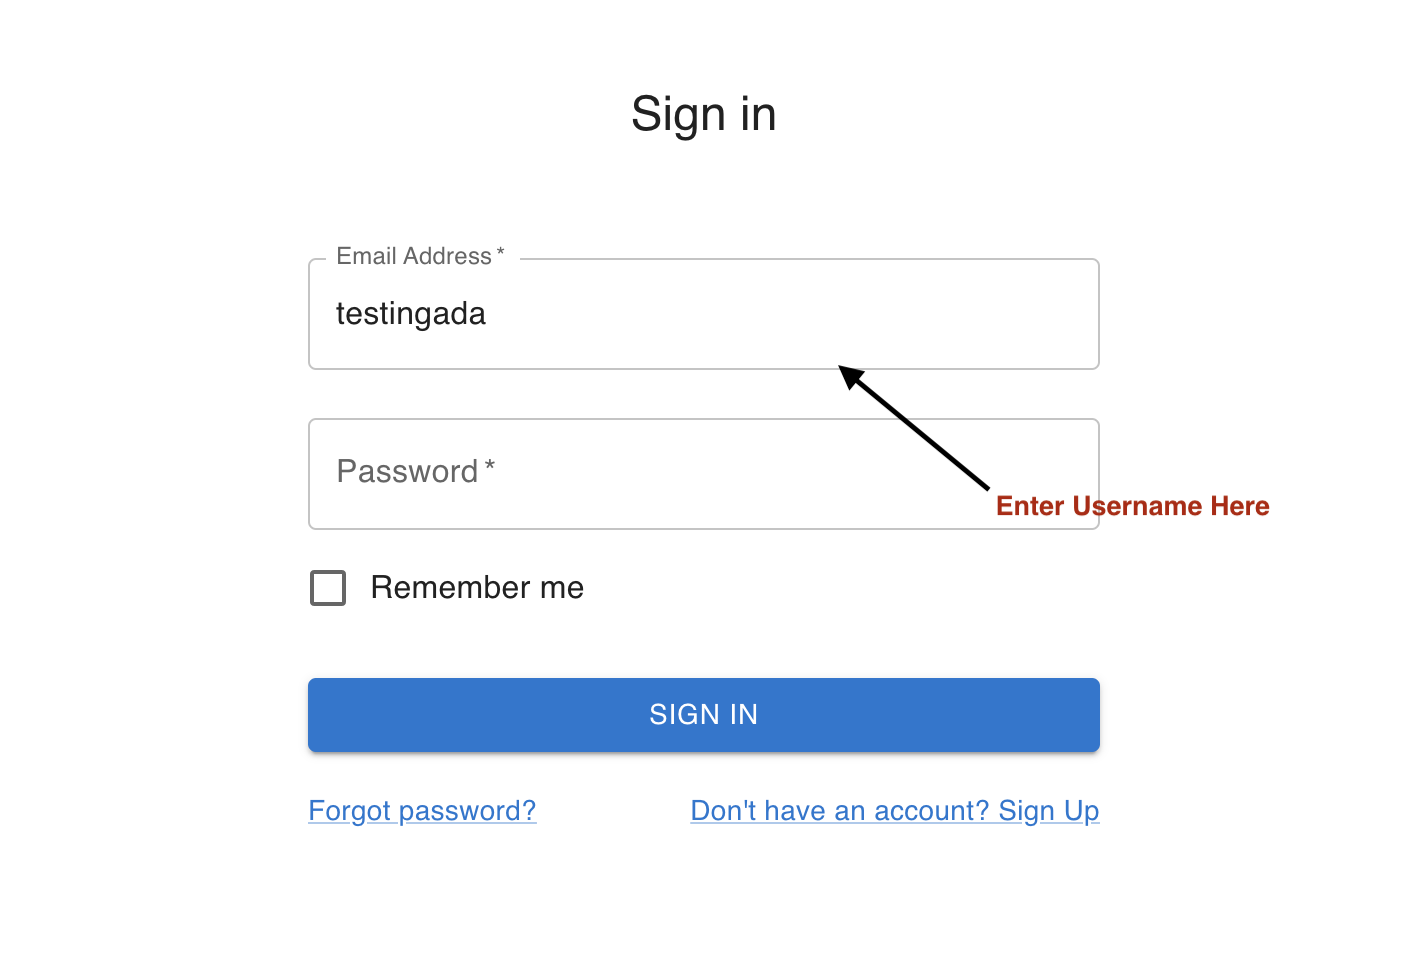 Sign in
Email Address *
testingada
Password *
Enter Username Here
Remember me
SIGN IN
Forgot password?
Don't have an account? Sign Up